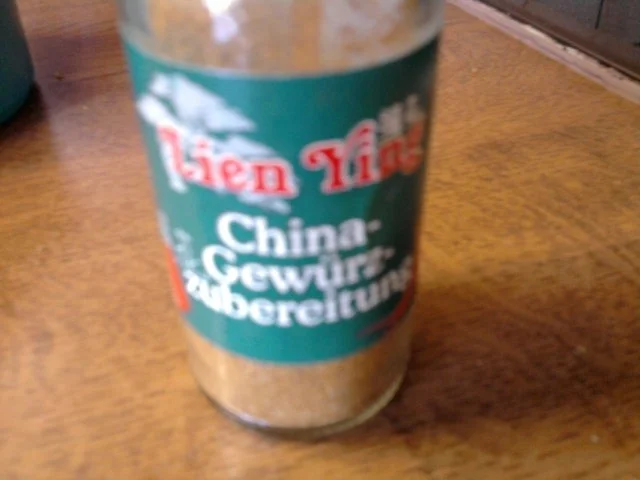 Lien Ying
China-
Gewürz-
zubereitung